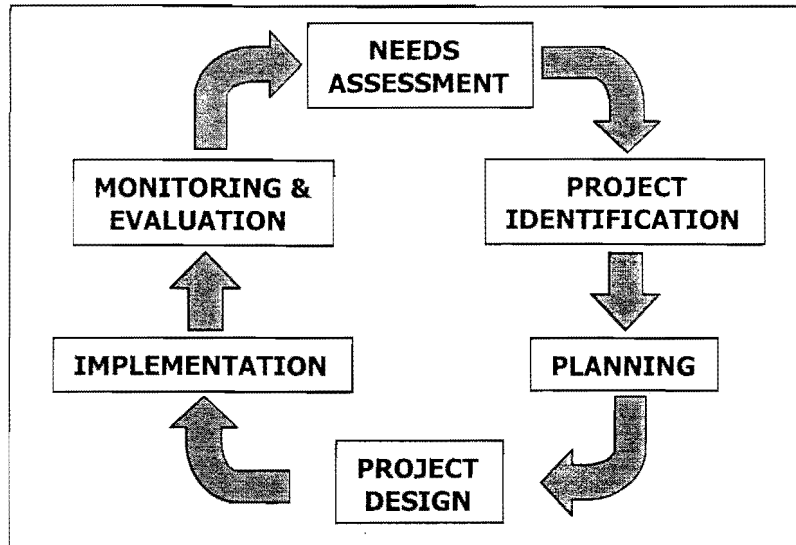 NEEDS
ASSESSMENT
PROJECT
IDENTIFICATION
PLANNING
PROJECT
DESIGN
IMPLEMENTATION
MONITORING &
EVALUATION